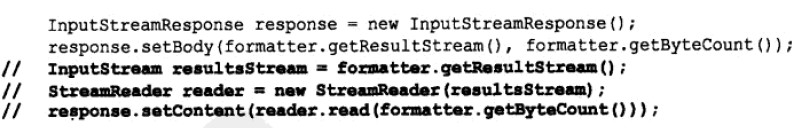 InputStreamResponse response = new InputStreamResponse();
response.setBody(formatter.getResultStream(), formatter.getByteCount());
// InputStream resultsStream = formatter.getResultStream();
// StreamReader reader = new StreamReader(resultsStream);
// response.setContent(reader.read(formatter.getByteCount()));